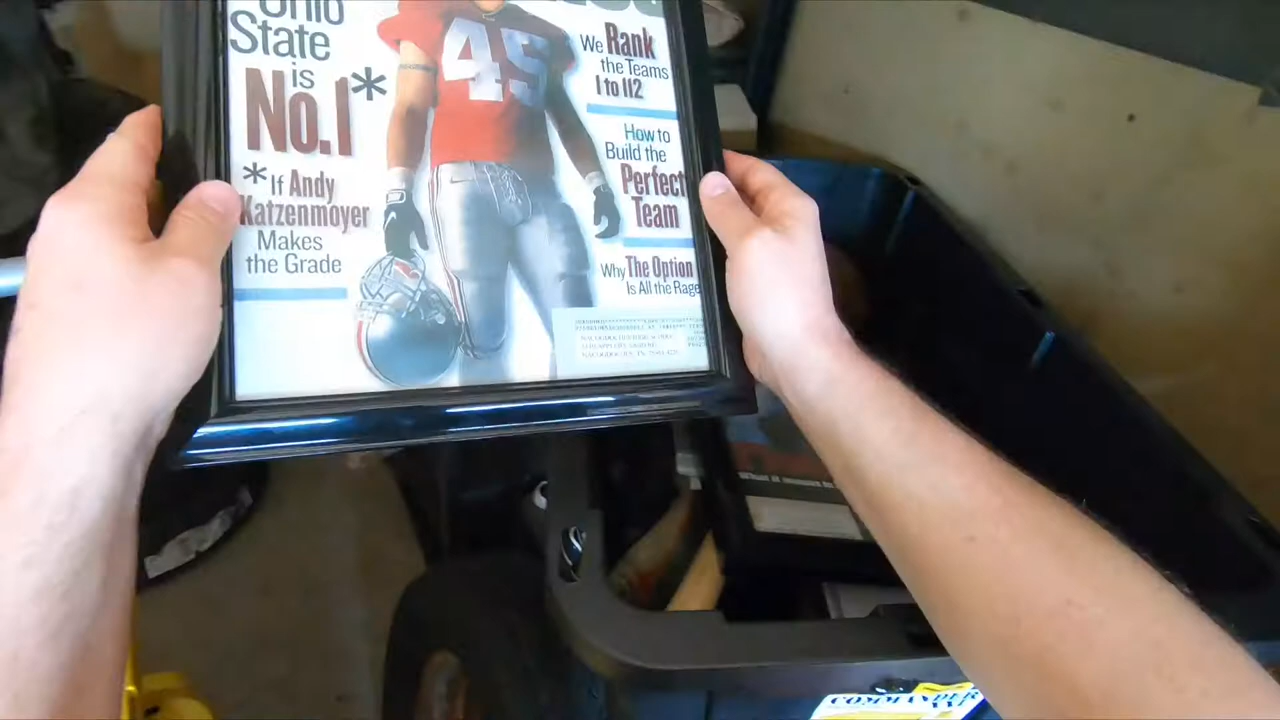 Ohio
State
is
No.1*
*If Andy
Katzenmoyer
Makes
the Grade
45
We Rank
the Teams
1 to 112
How to
Build the
Perfect
Team
Why The Option
Is All the Rage
COMMANDER